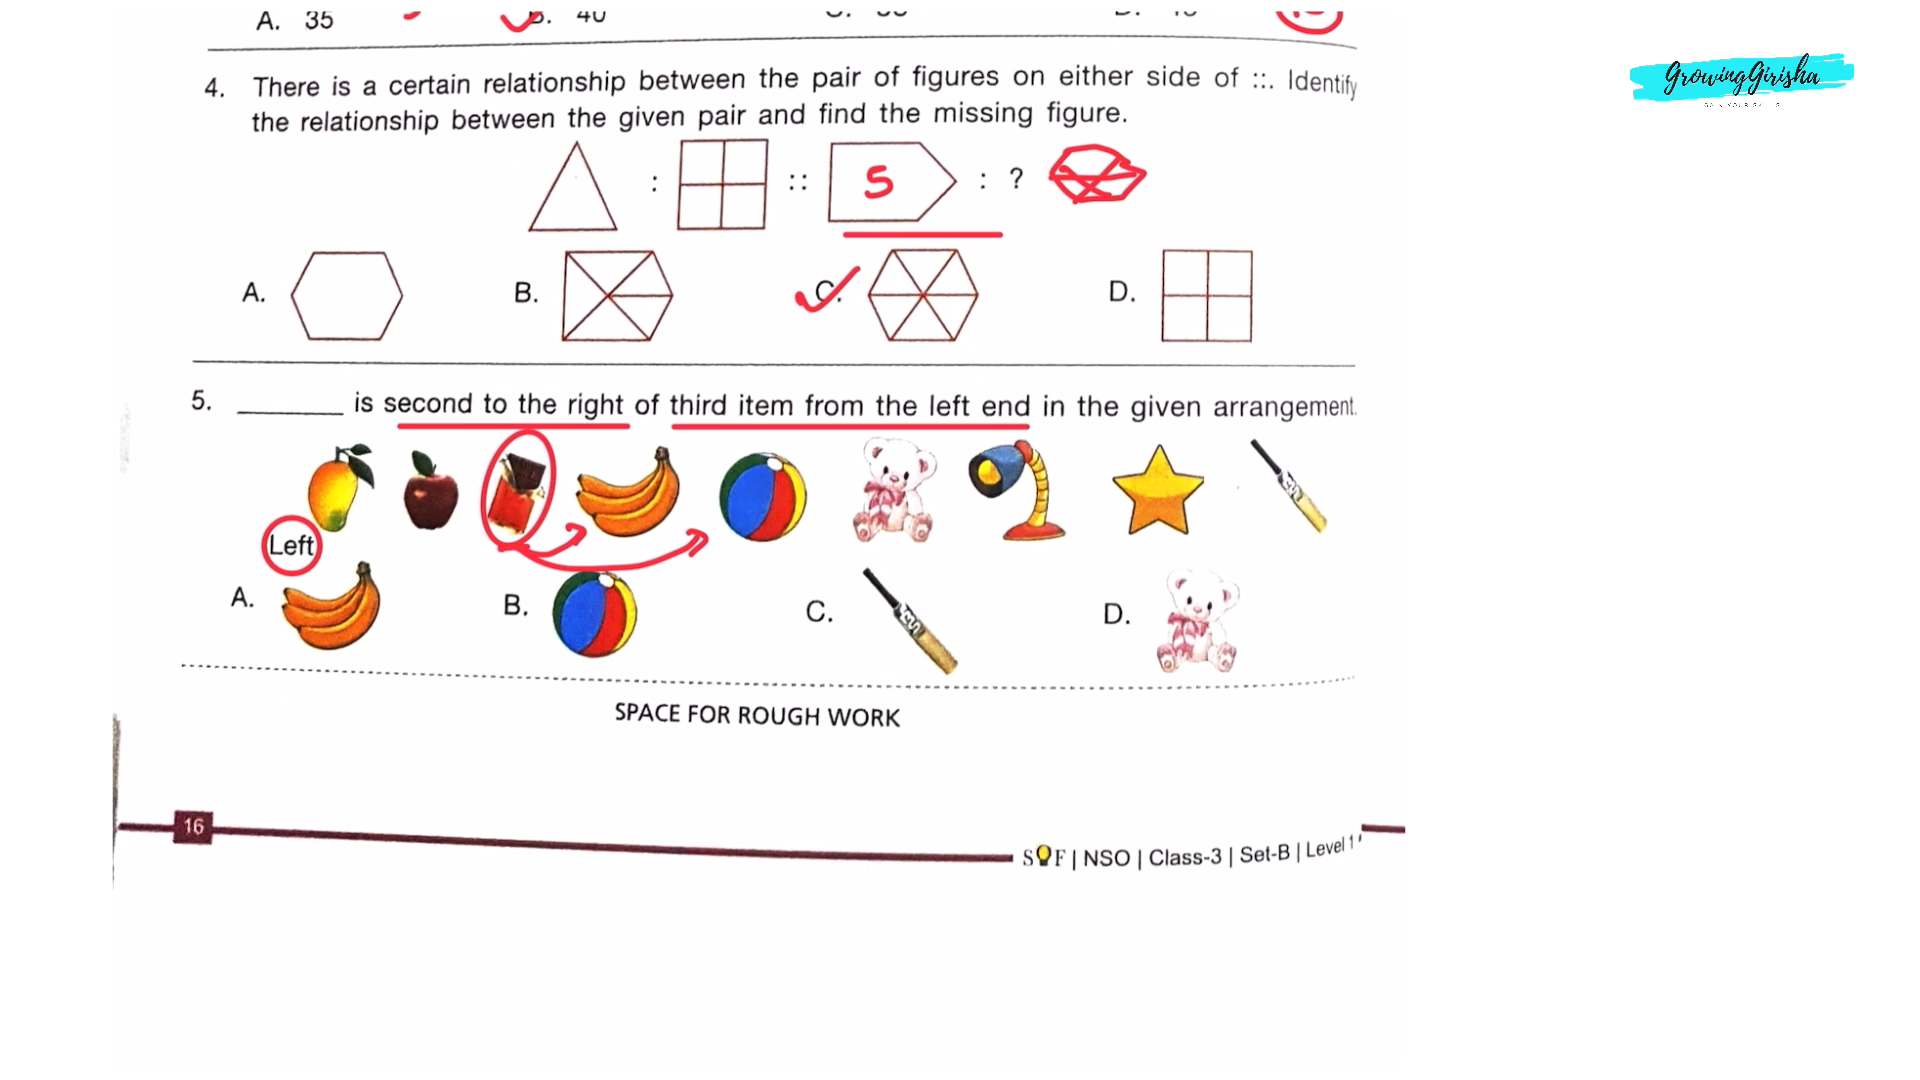 A. 35 B. 40
GrowingGirisha
4. There is a certain relationship between the pair of figures on either side of ::. Identify
the relationship between the given pair and find the missing figure.
: :: 5 : ?
A. B. C. D.
5. ______ is second to the right of third item from the left end in the given arrangement.
Left
A. B. C. D.
SPACE FOR ROUGH WORK
16
SOF | NSO | Class-3 | Set-B | Level 1